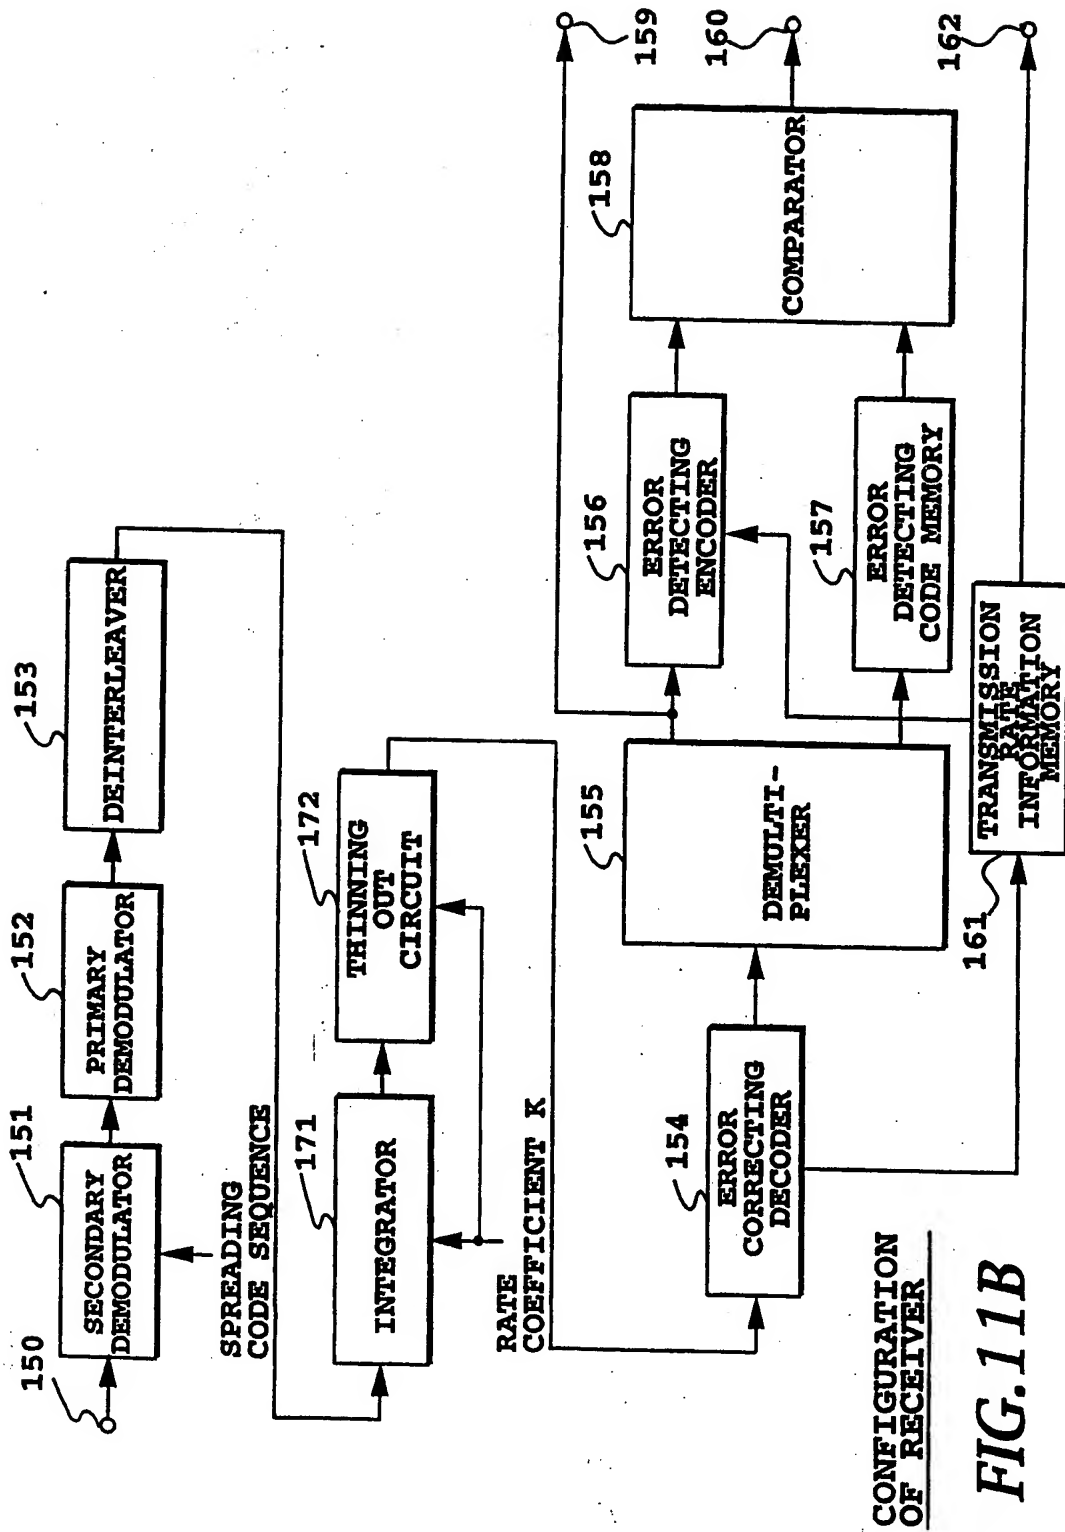 150
151
SECONDARY
DEMODULATOR
152
PRIMARY
DEMODULATOR
153
DEINTERLEAVER
SPREADING
CODE SEQUENCE
171
INTEGRATOR
172
THINNING
OUT
CIRCUIT
RATE
COEFFICIENT K
154
ERROR
CORRECTING
DECODER
155
DEMULTI-
PLEXER
156
ERROR
DETECTING
ENCODER
157
ERROR
DETECTING
CODE MEMORY
158
COMPARATOR
159
160
161
TRANSMISSION
RATE
INFORMATION
MEMORY
162
CONFIGURATION
OF RECEIVER
FIG.11B